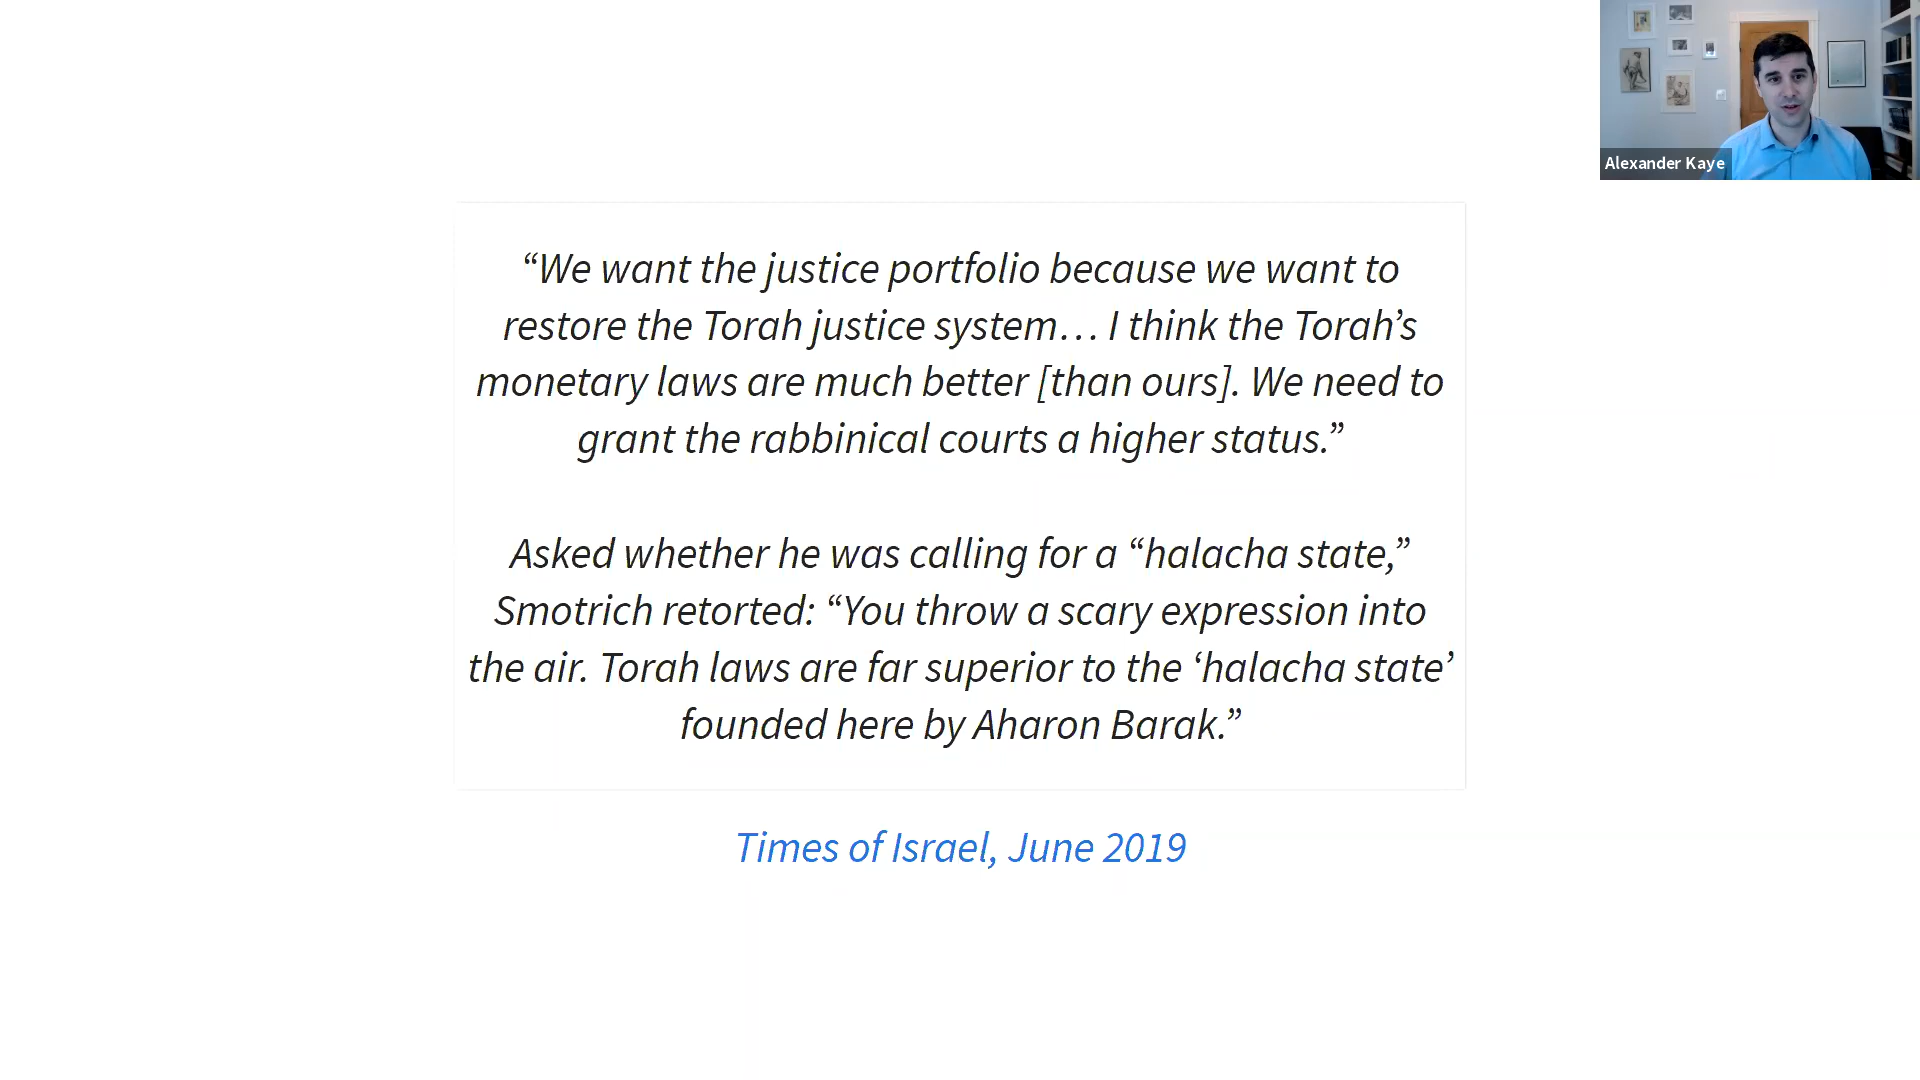 Alexander Kaye
“We want the justice portfolio because we want to
restore the Torah justice system… I think the Torah’s
monetary laws are much better [than ours]. We need to
grant the rabbinical courts a higher status.”
Asked whether he was calling for a “halacha state,”
Smotrich retorted: “You throw a scary expression into
the air. Torah laws are far superior to the ‘halacha state’
founded here by Aharon Barak.”
Times of Israel, June 2019